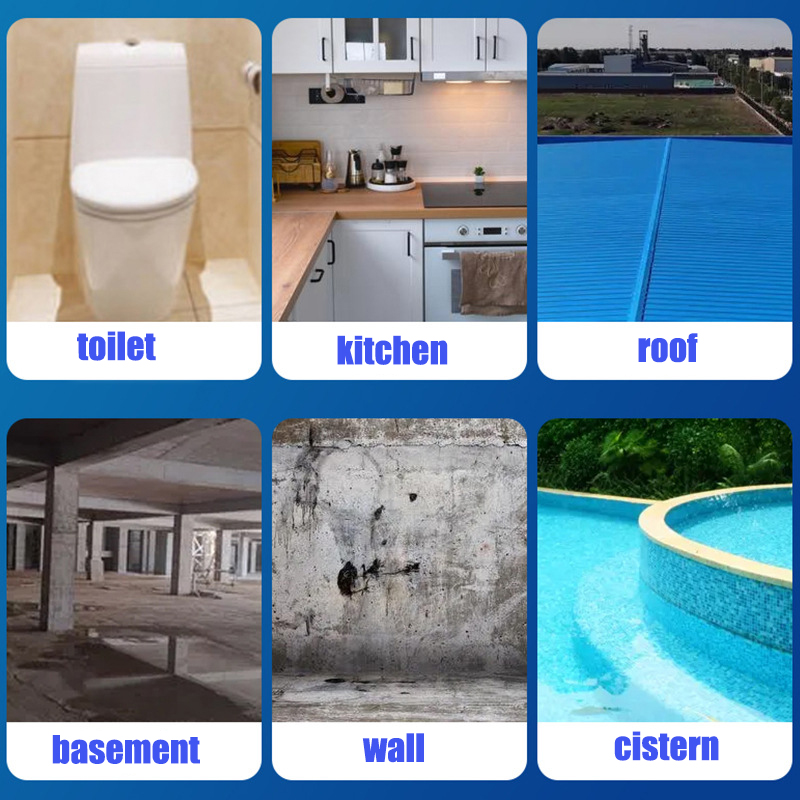 toilet
kitchen
roof
basement
wall
cistern